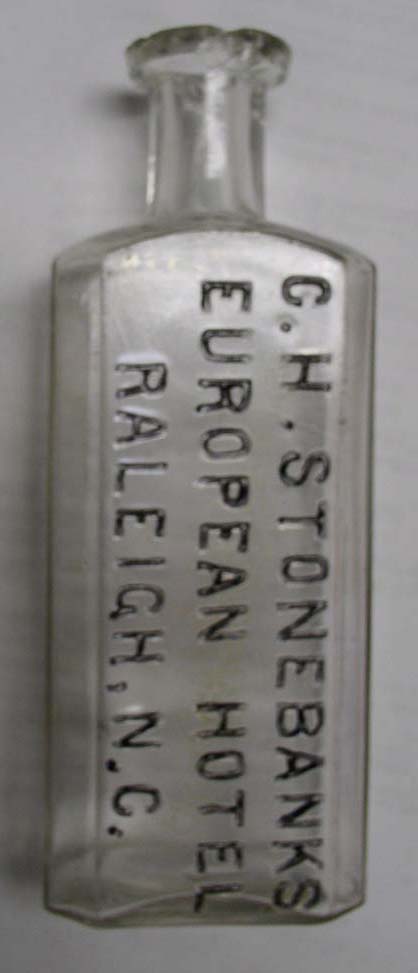 C.H.STONEBANKS
EUROPEAN HOTEL
RALEIGH, N.C.